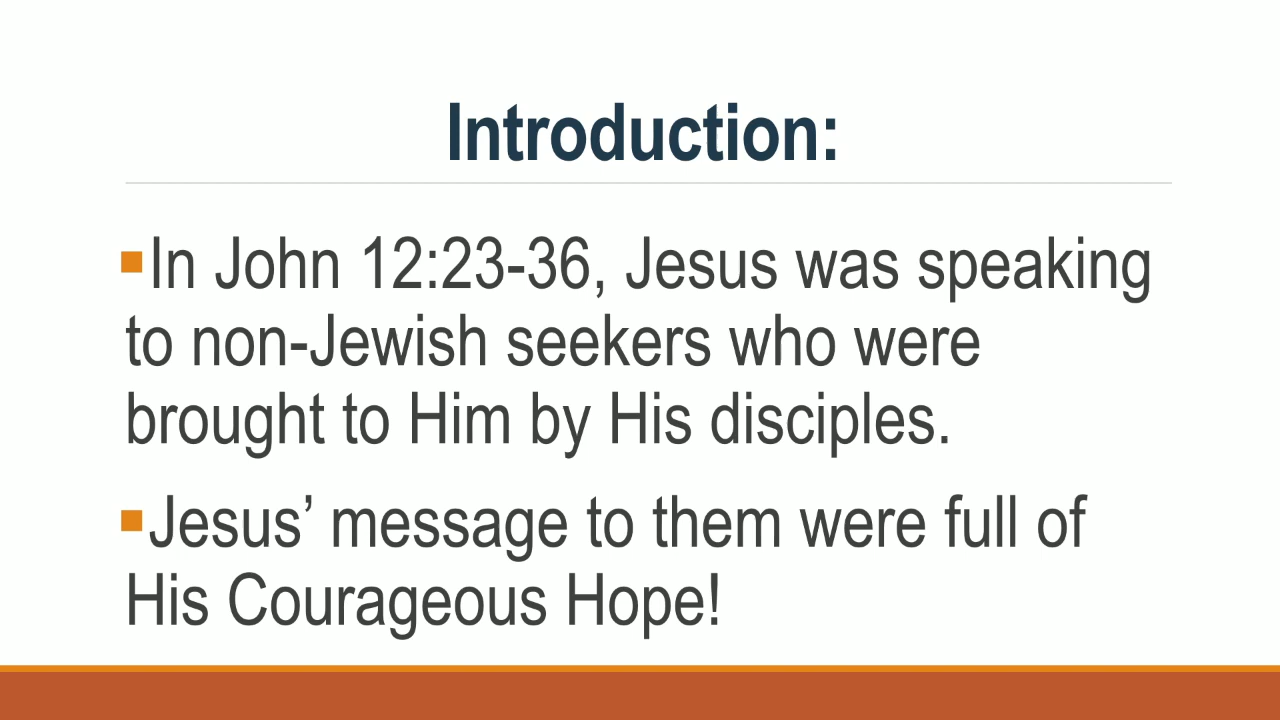 Introduction:
▪In John 12:23-36, Jesus was speaking
to non-Jewish seekers who were
brought to Him by His disciples.
▪Jesus’ message to them were full of
His Courageous Hope!